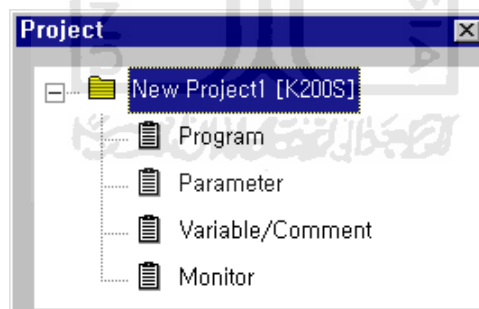 Project
New Project1 [K200S]
Program
Parameter
Variable/Comment
Monitor